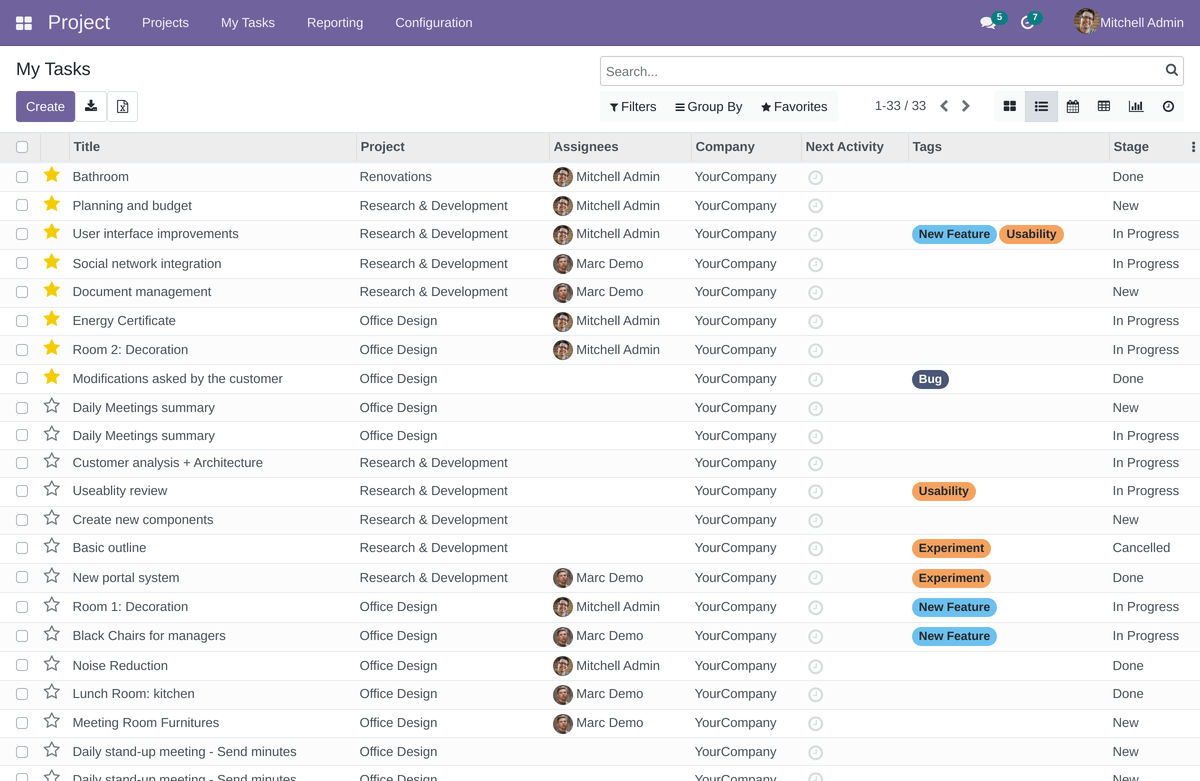 Project Projects My Tasks Reporting Configuration 5 7 Mitchell Admin
My Tasks Search...
Create Filters Group By Favorites 1-33 / 33
Title Project Assignees Company Next Activity Tags Stage
Bathroom Renovations Mitchell Admin YourCompany Done
Planning and budget Research & Development Mitchell Admin YourCompany New
User interface improvements Research & Development Mitchell Admin YourCompany New Feature Usability In Progress
Social network integration Research & Development Marc Demo YourCompany In Progress
Document management Research & Development Marc Demo YourCompany New
Energy Certificate Office Design Mitchell Admin YourCompany In Progress
Room 2: Decoration Office Design Mitchell Admin YourCompany In Progress
Modifications asked by the customer Office Design YourCompany Bug Done
Daily Meetings summary Office Design YourCompany New
Daily Meetings summary Office Design YourCompany In Progress
Customer analysis + Architecture Research & Development YourCompany In Progress
Useablity review Research & Development YourCompany Usability In Progress
Create new components Research & Development YourCompany New
Basic outline Research & Development YourCompany Experiment Cancelled
New portal system Research & Development Marc Demo YourCompany Experiment Done
Room 1: Decoration Office Design Mitchell Admin YourCompany New Feature In Progress
Black Chairs for managers Office Design Marc Demo YourCompany New Feature In Progress
Noise Reduction Office Design Mitchell Admin YourCompany Done
Lunch Room: kitchen Office Design Marc Demo YourCompany Done
Meeting Room Furnitures Office Design Marc Demo YourCompany New
Daily stand-up meeting - Send minutes Office Design YourCompany New
Daily stand-up meeting - Send minutes Office Design YourCompany New